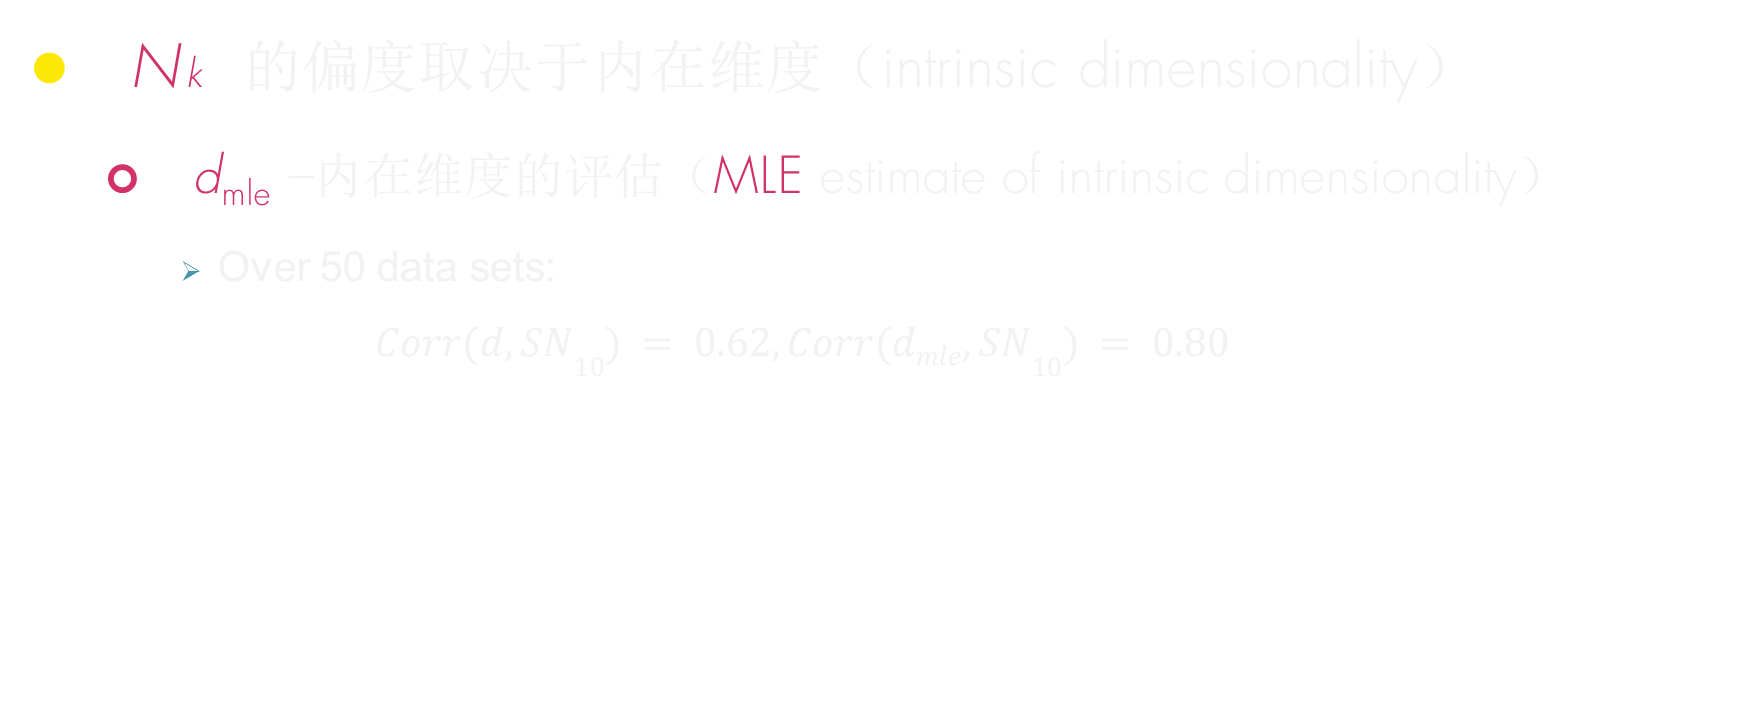 Nk 的偏度取决于内在维度（intrinsic dimensionality）
dmle –内在维度的评估（MLE estimate of intrinsic dimensionality）
Over 50 data sets:
Corr(d, SN10) = 0.62, Corr(dmle, SN10) = 0.80